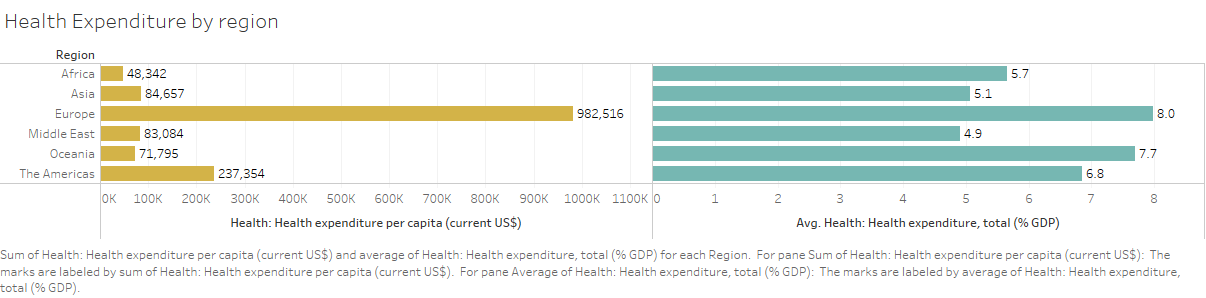 Health Expenditure by region
Region
Africa 48,342 5.7
Asia 84,657 5.1
Europe 982,516 8.0
Middle East 83,084 4.9
Oceania 71,795 7.7
The Americas 237,354 6.8
0K 100K 200K 300K 400K 500K 600K 700K 800K 900K 1000K 1100K 0 1 2 3 4 5 6 7 8
Health: Health expenditure per capita (current US$) Avg. Health: Health expenditure, total (% GDP)
Sum of Health: Health expenditure per capita (current US$) and average of Health: Health expenditure, total (% GDP) for each Region. For pane Sum of Health: Health expenditure per capita (current US$): The
marks are labeled by sum of Health: Health expenditure per capita (current US$). For pane Average of Health: Health expenditure, total (% GDP): The marks are labeled by average of Health: Health expenditure,
total (% GDP).